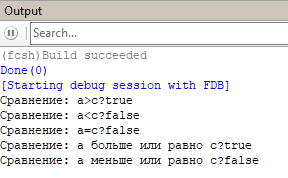 Output
Search...
(fcsh)Build succeeded
Done(0)
[Starting debug session with FDB]
Сравнение: a>c?true
Сравнение: a<c?false
Сравнение: a=c?false
Сравнение: a больше или равно c?true
Сравнение: a меньше или равно c?false